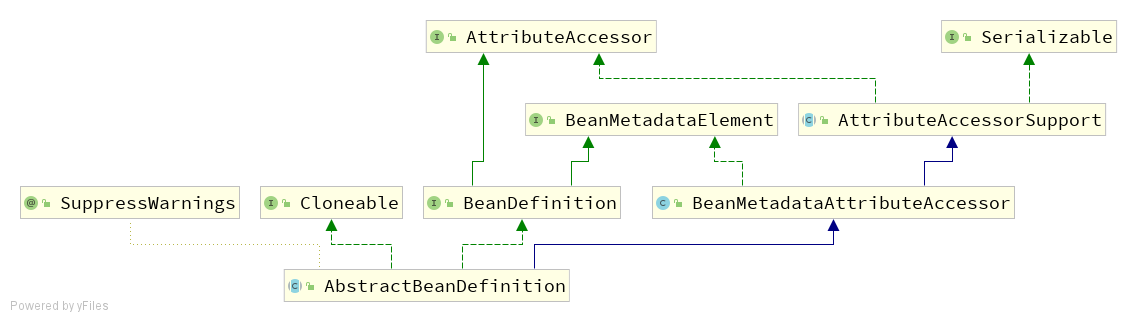 AttributeAccessor
Serializable
BeanMetadataElement
AttributeAccessorSupport
SuppressWarnings
Cloneable
BeanDefinition
BeanMetadataAttributeAccessor
AbstractBeanDefinition
Powered by yFiles